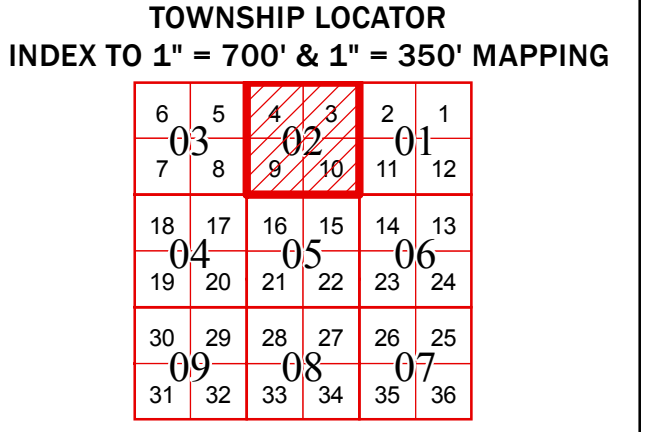 TOWNSHIP LOCATOR
INDEX TO 1" = 700' & 1" = 350' MAPPING
6 5 4 3 2 1
03 02 01
7 8 9 10 11 12
18 17 16 15 14 13
04 05 06
19 20 21 22 23 24
30 29 28 27 26 25
09 08 07
31 32 33 34 35 36